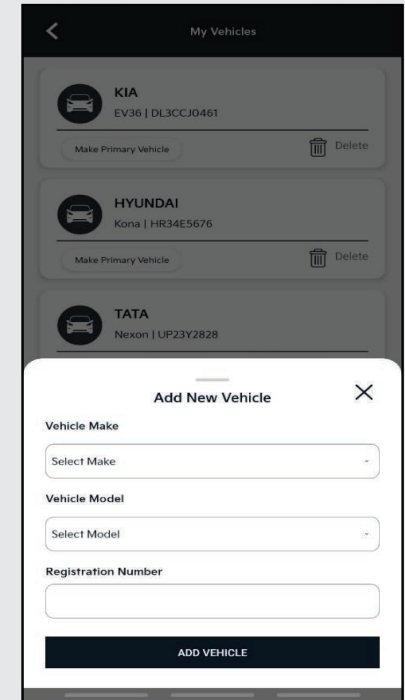 My Vehicles
KIA
EV36 | DL3CCJ0461
Make Primary Vehicle
Delete
HYUNDAI
Kona | HR34E5676
Make Primary Vehicle
Delete
TATA
Nexon | UP23Y2828
Add New Vehicle
Vehicle Make
Select Make
Vehicle Model
Select Model
Registration Number
ADD VEHICLE